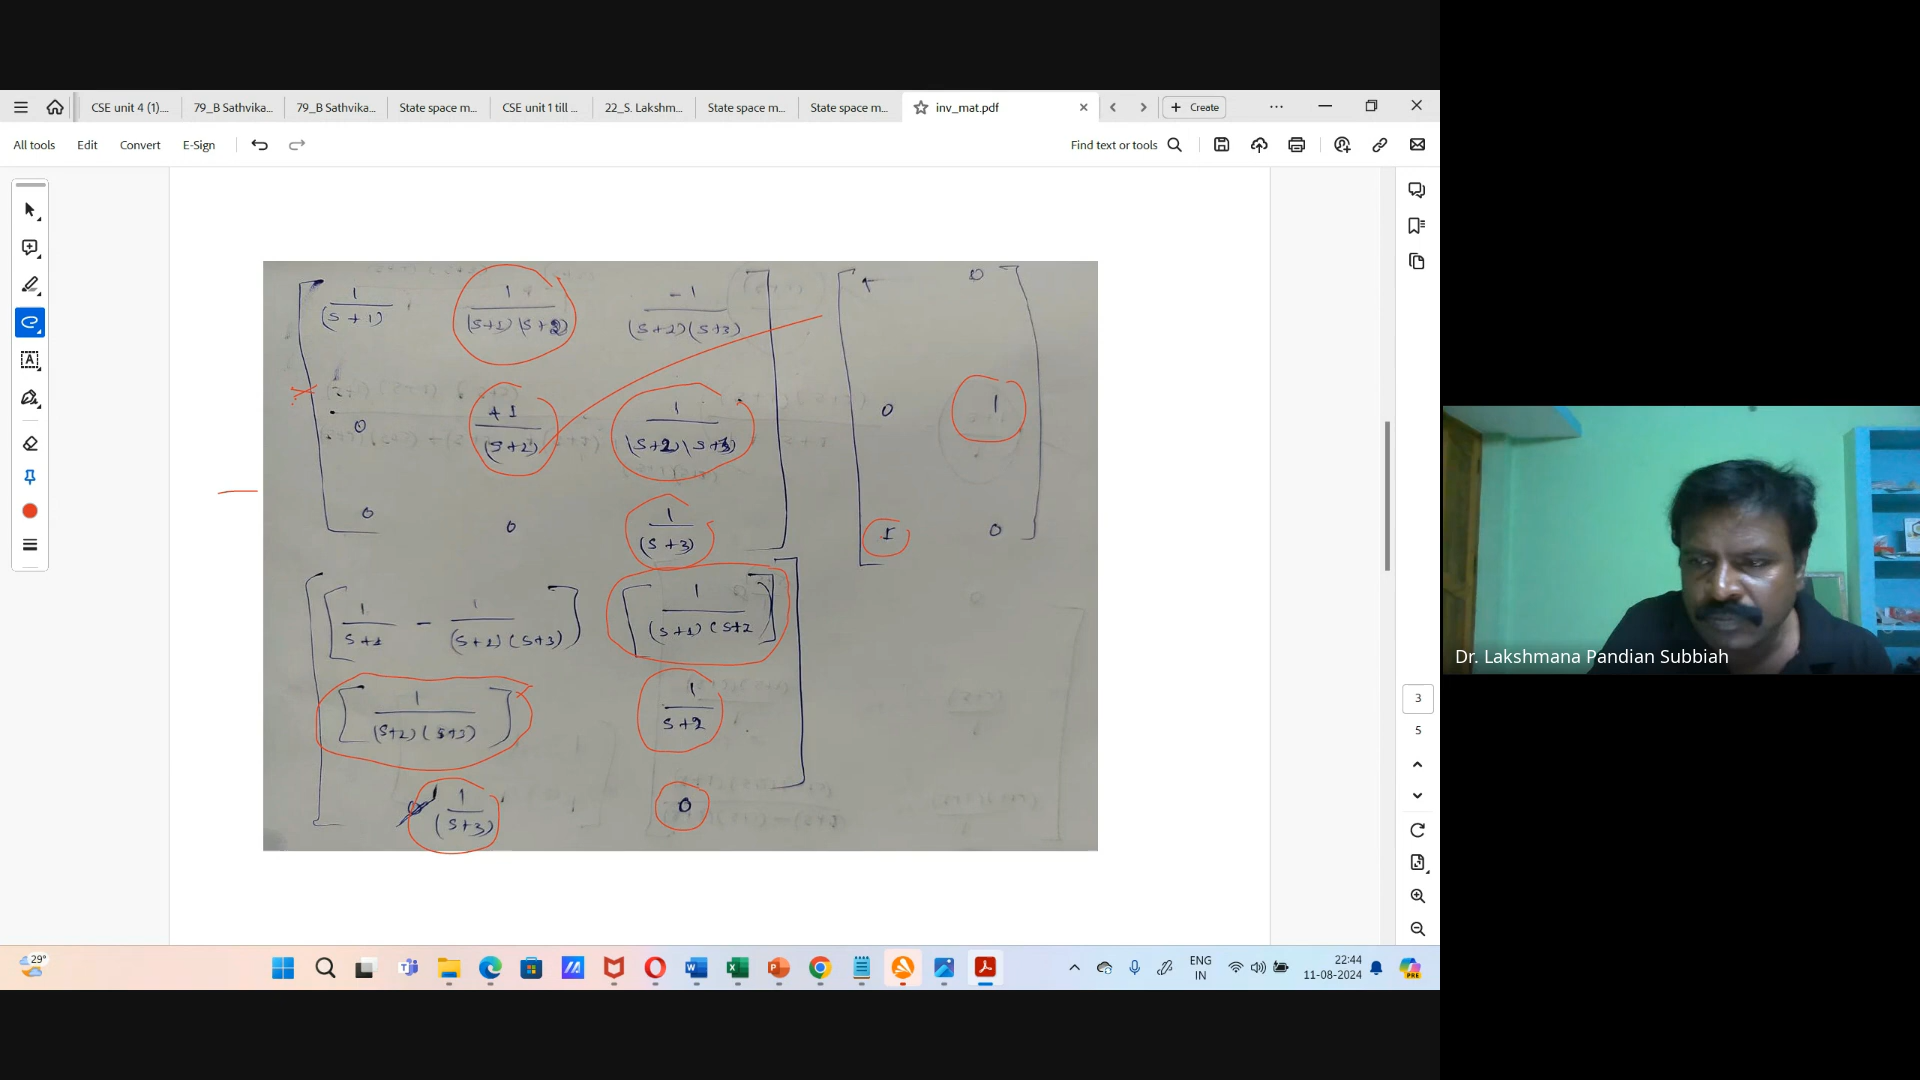 CSE unit 4 (1).... 79_B Sathvika... 79_B Sathvika... State space m... CSE unit 1 till ... 22_S. Lakshm... State space m... State space m... inv_mat.pdf Create
All tools Edit Convert E-Sign Find text or tools
1 1 -1 0
(s+1) (s+1)(s+2) (s+2)(s+3)
0 +1 1 0 1
(s+2) (s+2)(s+3)
0 0 1 1 0
(s+3)
1 - 1 1
(s+2)(s+3) (s+1)(s+2
1 1
(s+2)(s+3) s+2
1 0
(s+3)
Dr. Lakshmana Pandian Subbiah
3
5
29° ENG IN 22:44 11-08-2024